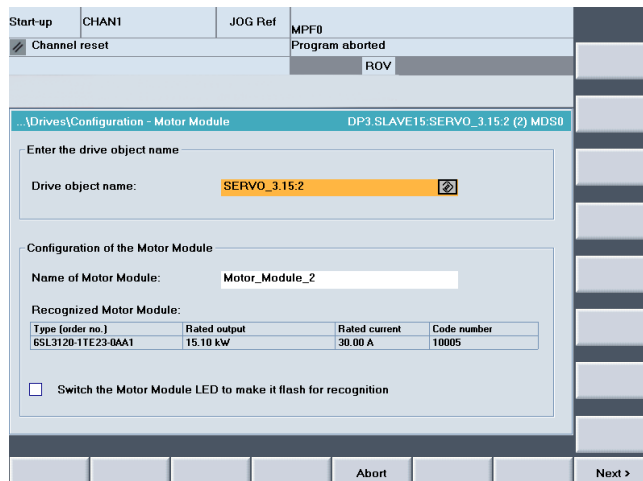 Start-up CHAN1 JOG Ref MPF0
Channel reset Program aborted
ROV
...\Drives\Configuration - Motor Module DP3.SLAVE15:SERVO_3.15:2 (2) MDS0
Enter the drive object name
Drive object name: SERVO_3.15:2
Configuration of the Motor Module
Name of Motor Module: Motor_Module_2
Recognized Motor Module:
Type (order no.) Rated output Rated current Code number
6SL3120-1TE23-0AA1 15.10 kW 30.00 A 10005
Switch the Motor Module LED to make it flash for recognition
Abort Next >